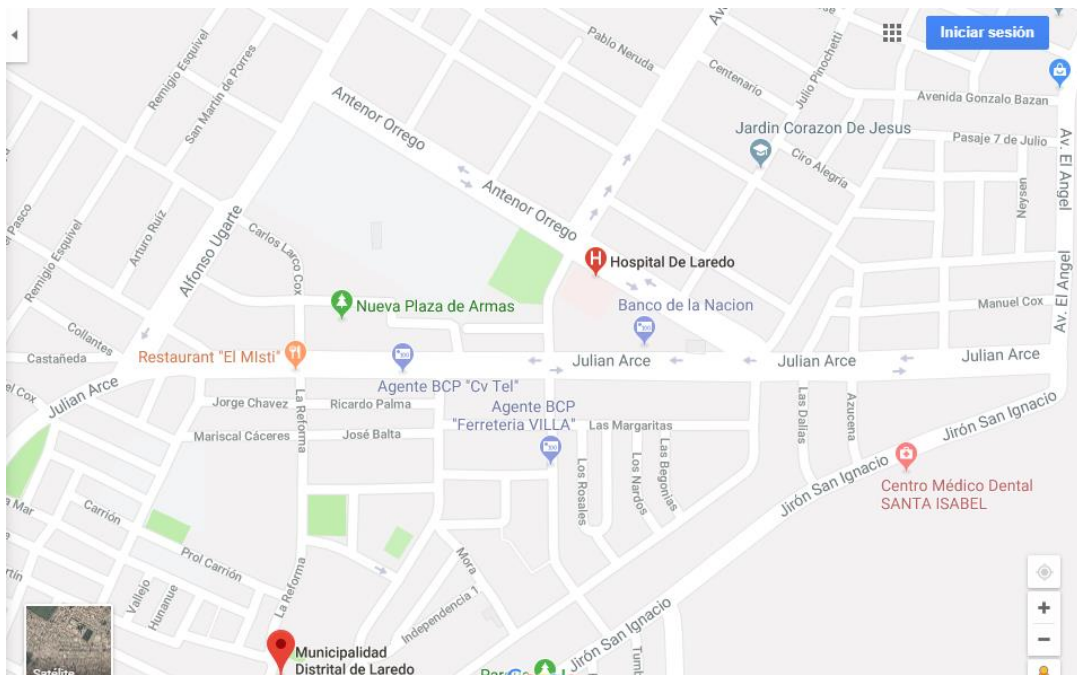 Iniciar sesión
Remigio Esquivel
San Martin de Porres
Pablo Neruda
Centenario
Julio Pinochetti
Avenida Gonzalo Bazan
Antenor Orrego
Jardin Corazon De Jesus
Pasaje 7 de Julio
Ciro Alegría
Av. El Angel
Neysen
Antenor Orrego
Pasco
Remigio Esquivel
Arturo Ruiz
Alfonso Ugarte
Carlos Larco Cox
H
Hospital De Laredo
Av. El Angel
Nueva Plaza de Armas
Banco de la Nacion
Manuel Cox
Collantes
Castañeda
Restaurant "El MIsti"
Julian Arce
Julian Arce
Julian Arce
Agente BCP "Cv Tel"
Cox
Julian Arce
Jorge Chavez
La Reforma
Ricardo Palma
Agente BCP
"Ferreteria VILLA"
Las Margaritas
Las Dalias
Azucena
Jirón San Ignacio
Mariscal Cáceres
José Balta
Los Rosales
Los Nardos
Las Begonias
Jirón San Ignacio
Centro Médico Dental
SANTA ISABEL
Mar
Carrión
Prol Carrión
Mora
Vallejo
Hunanue
La Reforma
Independencia 1
Jirón San Ignacio
Municipalidad
Distrital de Laredo
Satélite